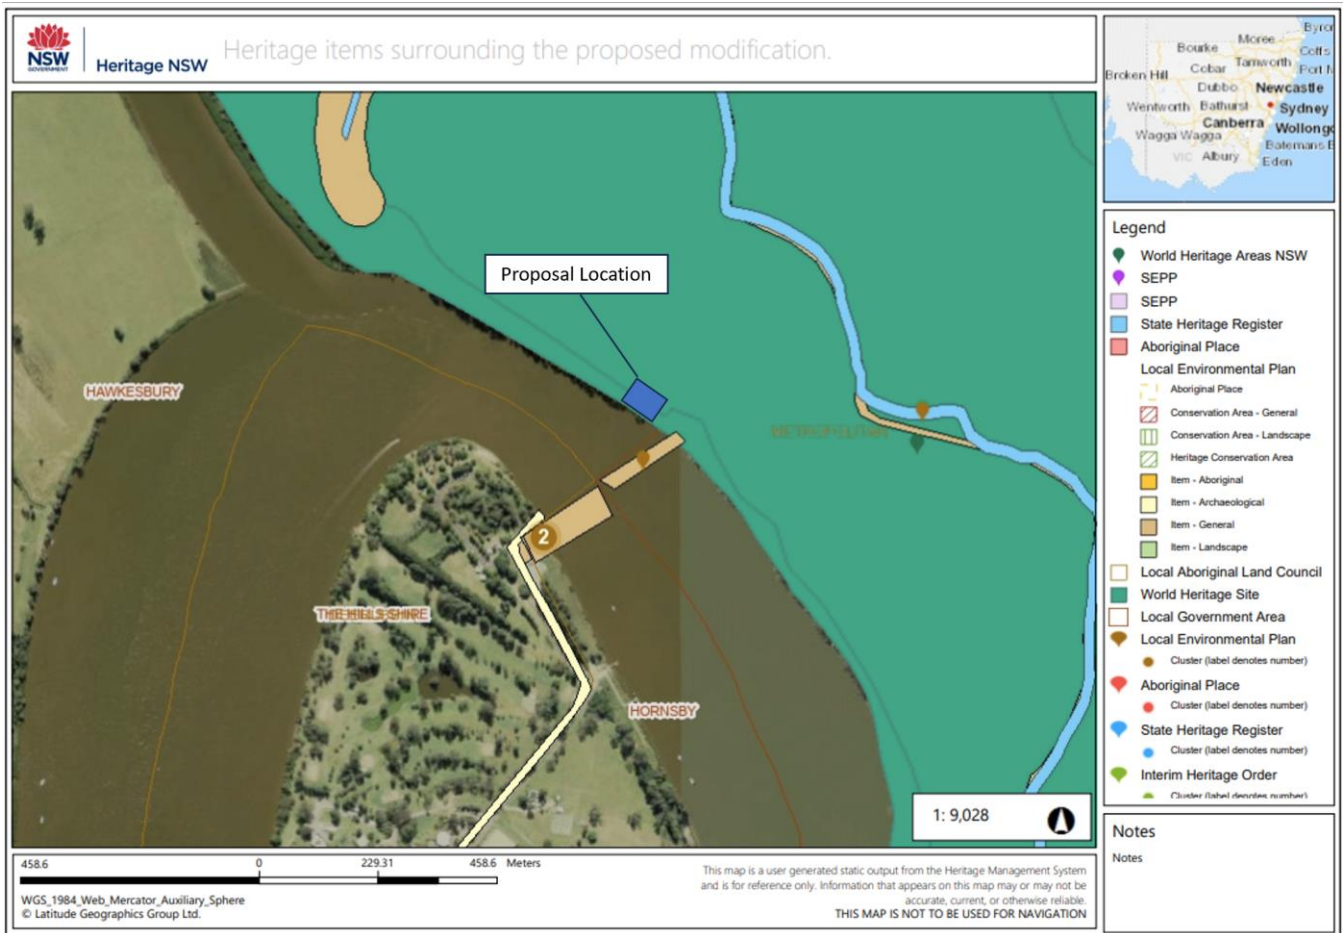 NSW
GOVERNMENT
Heritage NSW
Heritage items surrounding the proposed modification.
Proposal Location
HAWKESBURY
2
HORNSBY
1: 9,028
458.6 0 229.31 458.6 Meters
WGS_1984_Web_Mercator_Auxiliary_Sphere
© Latitude Geographics Group Ltd.
This map is a user generated static output from the Heritage Management System
and is for reference only. Information that appears on this map may or may not be
accurate, current, or otherwise reliable.
THIS MAP IS NOT TO BE USED FOR NAVIGATION
Moree
Bourke
Cobar Tamworth
Broken Hill
Dubbo Newcastle
Wentworth Bathurst Sydney
Canberra
Wagga Wagga
VIC Albury
Eden
Legend
World Heritage Areas NSW
SEPP
SEPP
State Heritage Register
Aboriginal Place
Local Environmental Plan
Aboriginal Place
Conservation Area - General
Conservation Area - Landscape
Heritage Conservation Area
Item - Aboriginal
Item - Archaeological
Item - General
Item - Landscape
Local Aboriginal Land Council
World Heritage Site
Local Government Area
Local Environmental Plan
Cluster (label denotes number)
Aboriginal Place
Cluster (label denotes number)
State Heritage Register
Cluster (label denotes number)
Interim Heritage Order
Cluster (label denotes number)
Notes
Notes